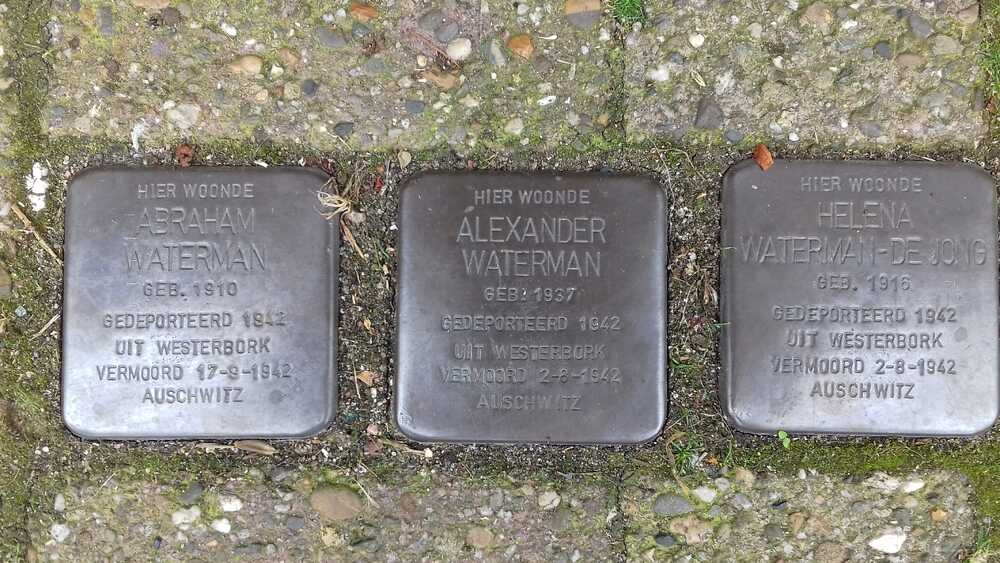 HIER WOONDE
ABRAHAM
WATERMAN
GEB. 1910
GEDEPORTEERD 1942
UIT WESTERBORK
VERMOORD 17-9-1942
AUSCHWITZ
HIER WOONDE
ALEXANDER
WATERMAN
GEB. 1937
GEDEPORTEERD 1942
UIT WESTERBORK
VERMOORD 2-8-1942
AUSCHWITZ
HIER WOONDE
HELENA
WATERMAN-DE JONG
GEB. 1916
GEDEPORTEERD 1942
UIT WESTERBORK
VERMOORD 2-8-1942
AUSCHWITZ